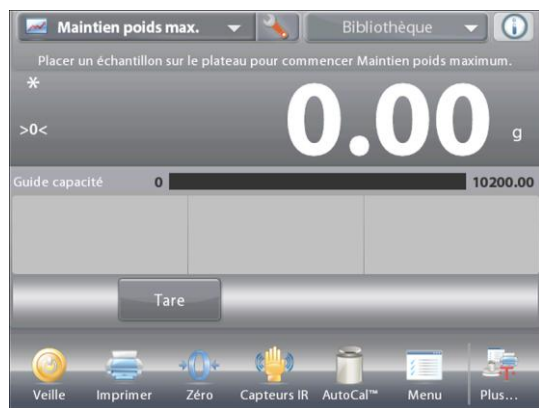 Maintien poids max. Bibliothèque
Placer un échantillon sur le plateau pour commencer Maintien poids maximum.
*
>0< 0.00 g
Guide capacité 0 10200.00
Tare
Veille Imprimer Zéro Capteurs IR AutoCal™ Menu Plus...